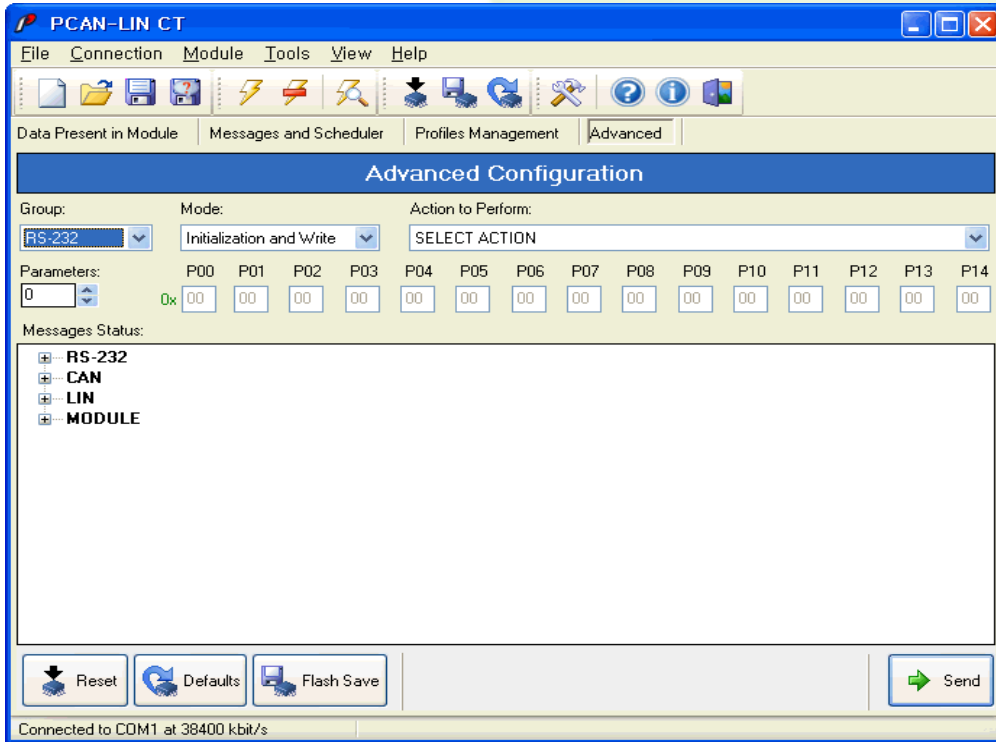 PCAN-LIN CT
File Connection Module Tools View Help
Data Present in Module Messages and Scheduler Profiles Management Advanced
Advanced Configuration
Group: Mode: Action to Perform:
RS-232 Initialization and Write SELECT ACTION
Parameters: P00 P01 P02 P03 P04 P05 P06 P07 P08 P09 P10 P11 P12 P13 P14
0 0x 00 00 00 00 00 00 00 00 00 00 00 00 00 00 00
Messages Status:
RS-232
CAN
LIN
MODULE
Reset Defaults Flash Save Send
Connected to COM1 at 38400 kbit/s